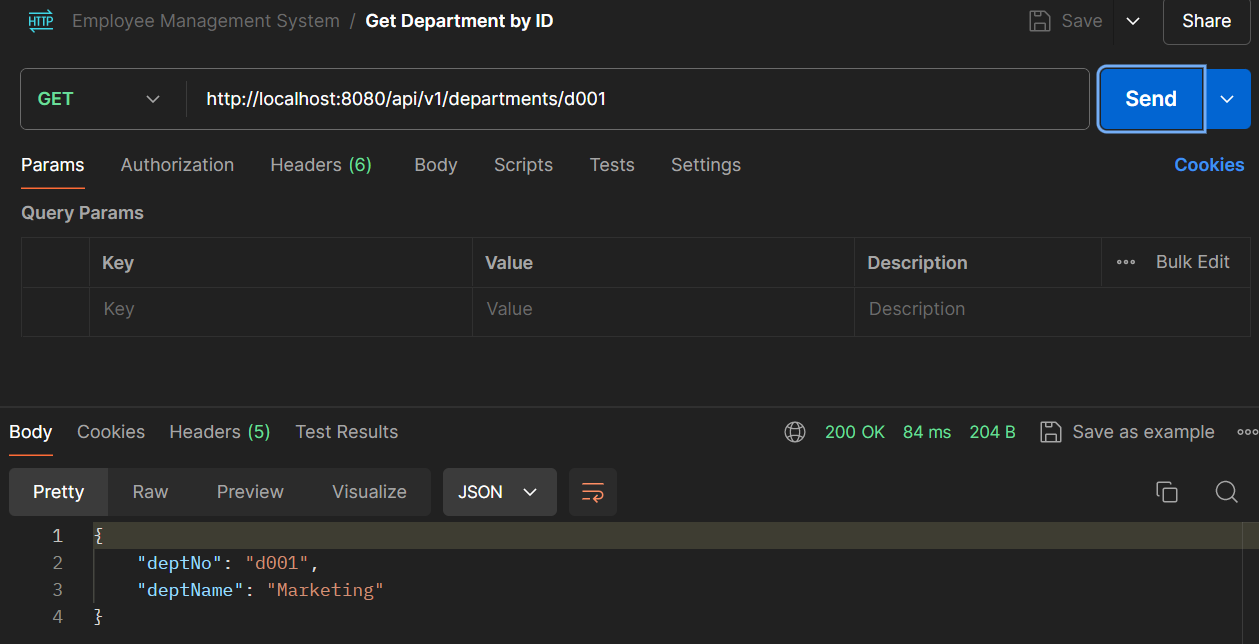 HTTP Employee Management System / Get Department by ID Save Share
GET http://localhost:8080/api/v1/departments/d001 Send
Params Authorization Headers (6) Body Scripts Tests Settings Cookies
Query Params
Key Value Description Bulk Edit
Key Value Description
Body Cookies Headers (5) Test Results 200 OK 84 ms 204 B Save as example
Pretty Raw Preview Visualize JSON
1 {
2 "deptNo": "d001",
3 "deptName": "Marketing"
4 }